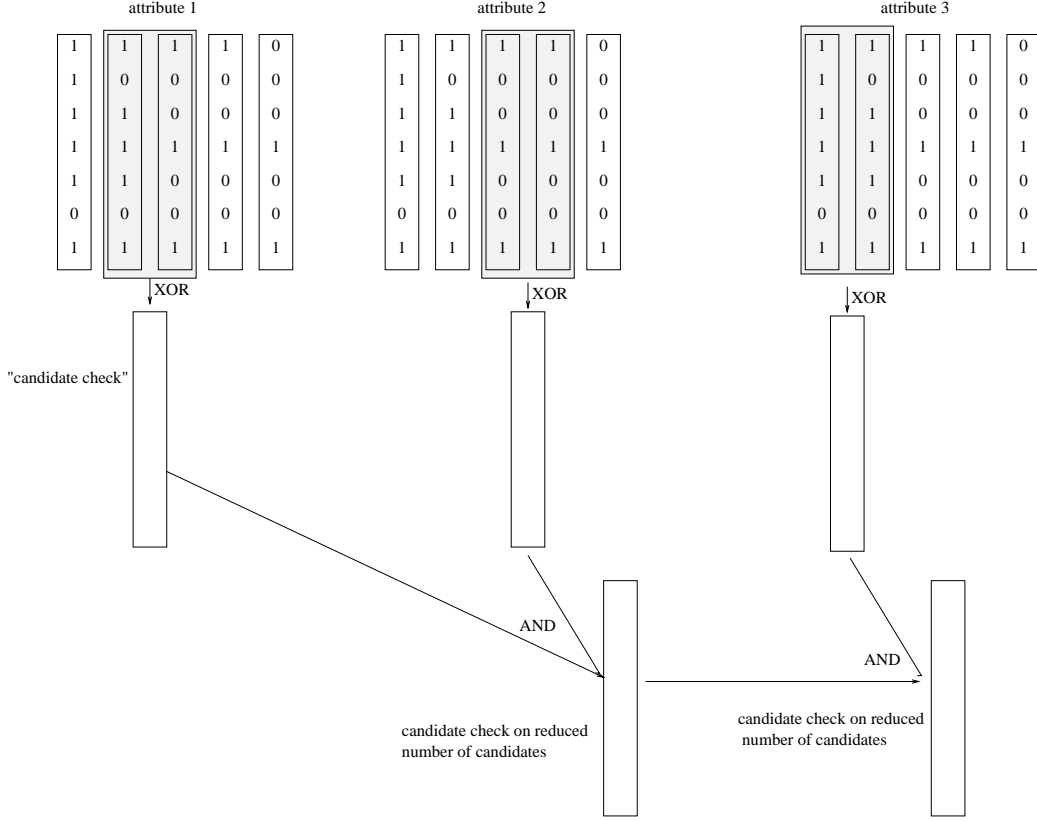 attribute 1 attribute 2 attribute 3
1 1 1 1 0 1 1 1 1 0 1 1 1 1 0
1 0 0 0 0 1 0 0 0 0 1 0 0 0 0
1 1 0 0 0 1 1 0 0 0 1 1 0 0 0
1 1 1 1 1 1 1 1 1 1 1 1 1 1 1
1 1 0 0 0 1 1 0 0 0 1 1 0 0 0
0 0 0 0 0 0 0 0 0 0 0 0 0 0 0
1 1 1 1 1 1 1 1 1 1 1 1 1 1 1
XOR XOR XOR
"candidate check"
AND AND
candidate check on reduced
number of candidates
candidate check on reduced
number of candidates